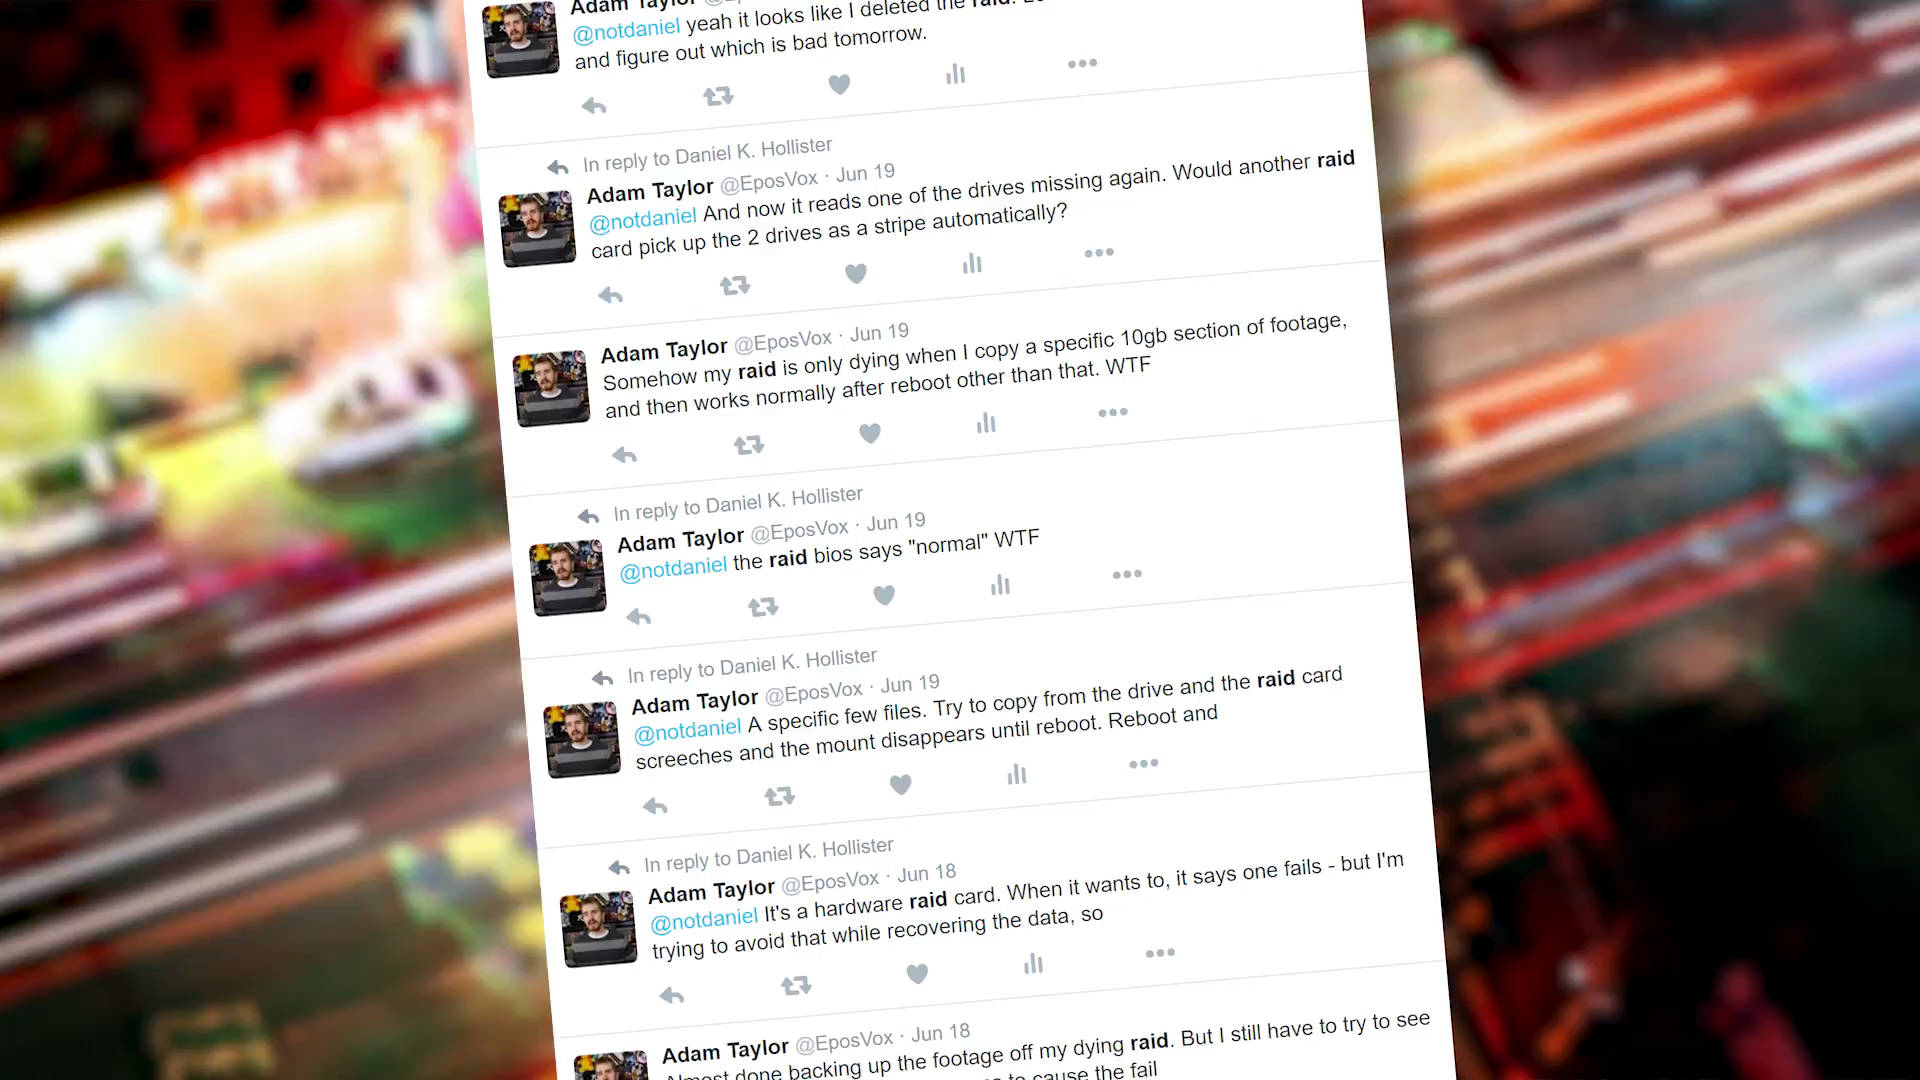 Adam Taylor
@notdaniel yeah it looks like I deleted the raid.
and figure out which is bad tomorrow.
In reply to Daniel K. Hollister
Adam Taylor @EposVox · Jun 19
@notdaniel And now it reads one of the drives missing again. Would another raid
card pick up the 2 drives as a stripe automatically?
Adam Taylor @EposVox · Jun 19
Somehow my raid is only dying when I copy a specific 10gb section of footage,
and then works normally after reboot other than that. WTF
In reply to Daniel K. Hollister
Adam Taylor @EposVox · Jun 19
@notdaniel the raid bios says "normal" WTF
In reply to Daniel K. Hollister
Adam Taylor @EposVox · Jun 19
@notdaniel A specific few files. Try to copy from the drive and the raid card
screeches and the mount disappears until reboot. Reboot and
In reply to Daniel K. Hollister
Adam Taylor @EposVox · Jun 18
@notdaniel It's a hardware raid card. When it wants to, it says one fails - but I'm
trying to avoid that while recovering the data, so
Adam Taylor @EposVox · Jun 18
Almost done backing up the footage off my dying raid. But I still have to try to see
to cause the fail